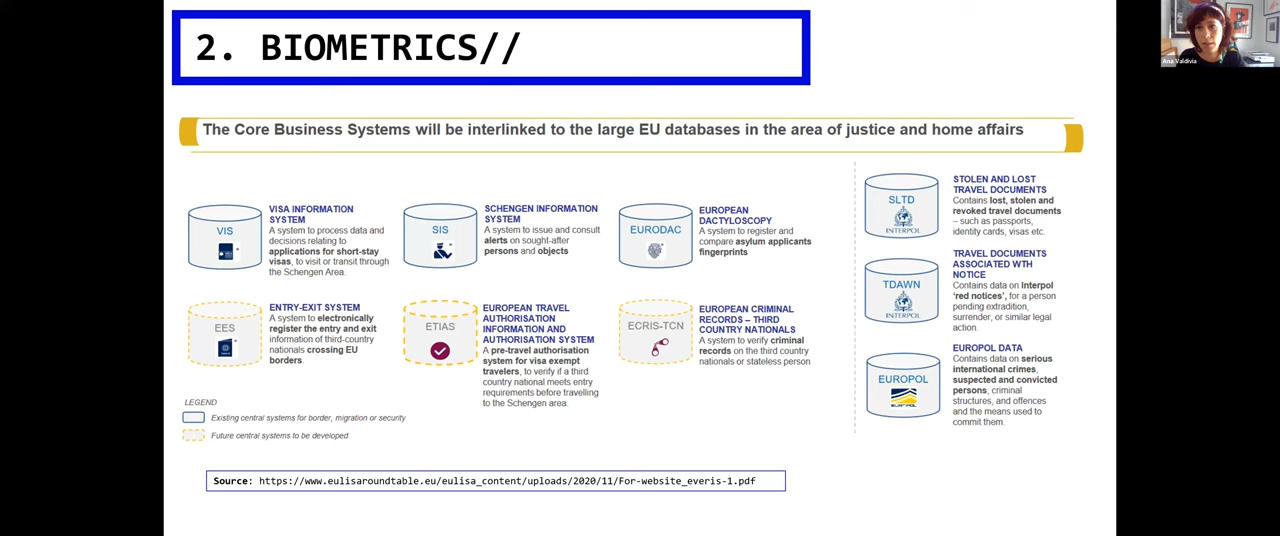 2. BIOMETRICS//
Ana Valdivia
The Core Business Systems will be interlinked to the large EU databases in the area of justice and home affairs
VIS
VISA INFORMATION
SYSTEM
A system to process data and
decisions relating to
applications for short-stay
visas, to visit or transit through
the Schengen Area.
SIS
SCHENGEN INFORMATION
SYSTEM
A system to issue and consult
alerts on sought-after
persons and objects
EURODAC
EUROPEAN
DACTYLOSCOPY
A system to register and
compare asylum applicants
fingerprints
EES
ENTRY-EXIT SYSTEM
A system to electronically
register the entry and exit
information of third-country
nationals crossing EU
borders.
ETIAS
EUROPEAN TRAVEL
AUTHORISATION
INFORMATION AND
AUTHORISATION SYSTEM
A pre-travel authorisation
system for visa exempt
travelers, to verify if a third
country national meets entry
requirements before travelling
to the Schengen area.
ECRIS-TCN
EUROPEAN CRIMINAL
RECORDS – THIRD
COUNTRY NATIONALS
A system to verify criminal
records on the third country
nationals or stateless person
SLTD
INTERPOL
STOLEN AND LOST
TRAVEL DOCUMENTS
Contains lost, stolen and
revoked travel documents
– such as passports,
identity cards, visas etc.
TDAWN
INTERPOL
TRAVEL DOCUMENTS
ASSOCIATED WTH
NOTICE
Contains data on Interpol
‘red notices’, for a person
pending extradition,
surrender, or similar legal
action.
EUROPOL
EUROPOL
EUROPOL DATA
Contains data on serious
international crimes,
suspected and convicted
persons, criminal
structures, and offences
and the means used to
commit them.
LEGEND
Existing central systems for border, migration or security
Future central systems to be developed
Source: https://www.eulisaroundtable.eu/eulisa_content/uploads/2020/11/For-website_everis-1.pdf